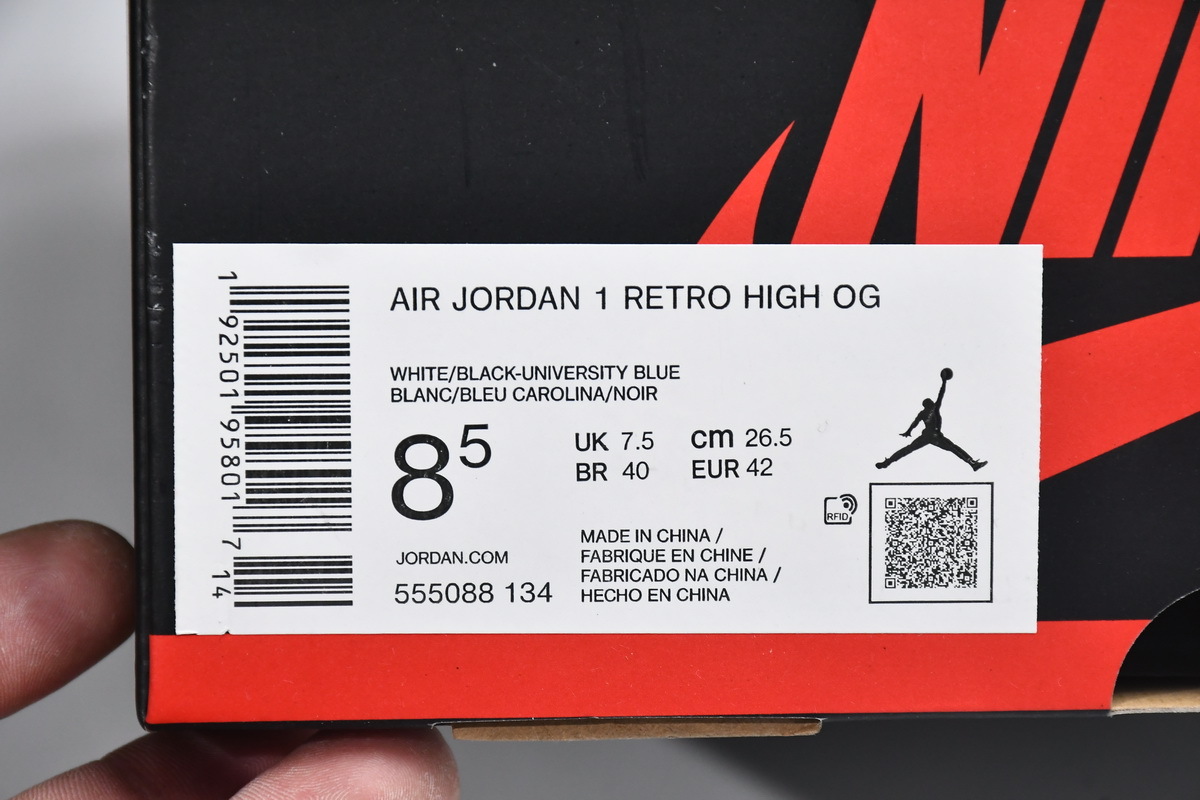 AIR JORDAN 1 RETRO HIGH OG
WHITE/BLACK-UNIVERSITY BLUE
BLANC/BLEU CAROLINA/NOIR
8⁵
UK 7.5
cm 26.5
BR 40
EUR 42
RFID
JORDAN.COM
555088 134
MADE IN CHINA /
FABRIQUE EN CHINE /
FABRICADO NA CHINA /
HECHO EN CHINA
1 92501 95801 7 14